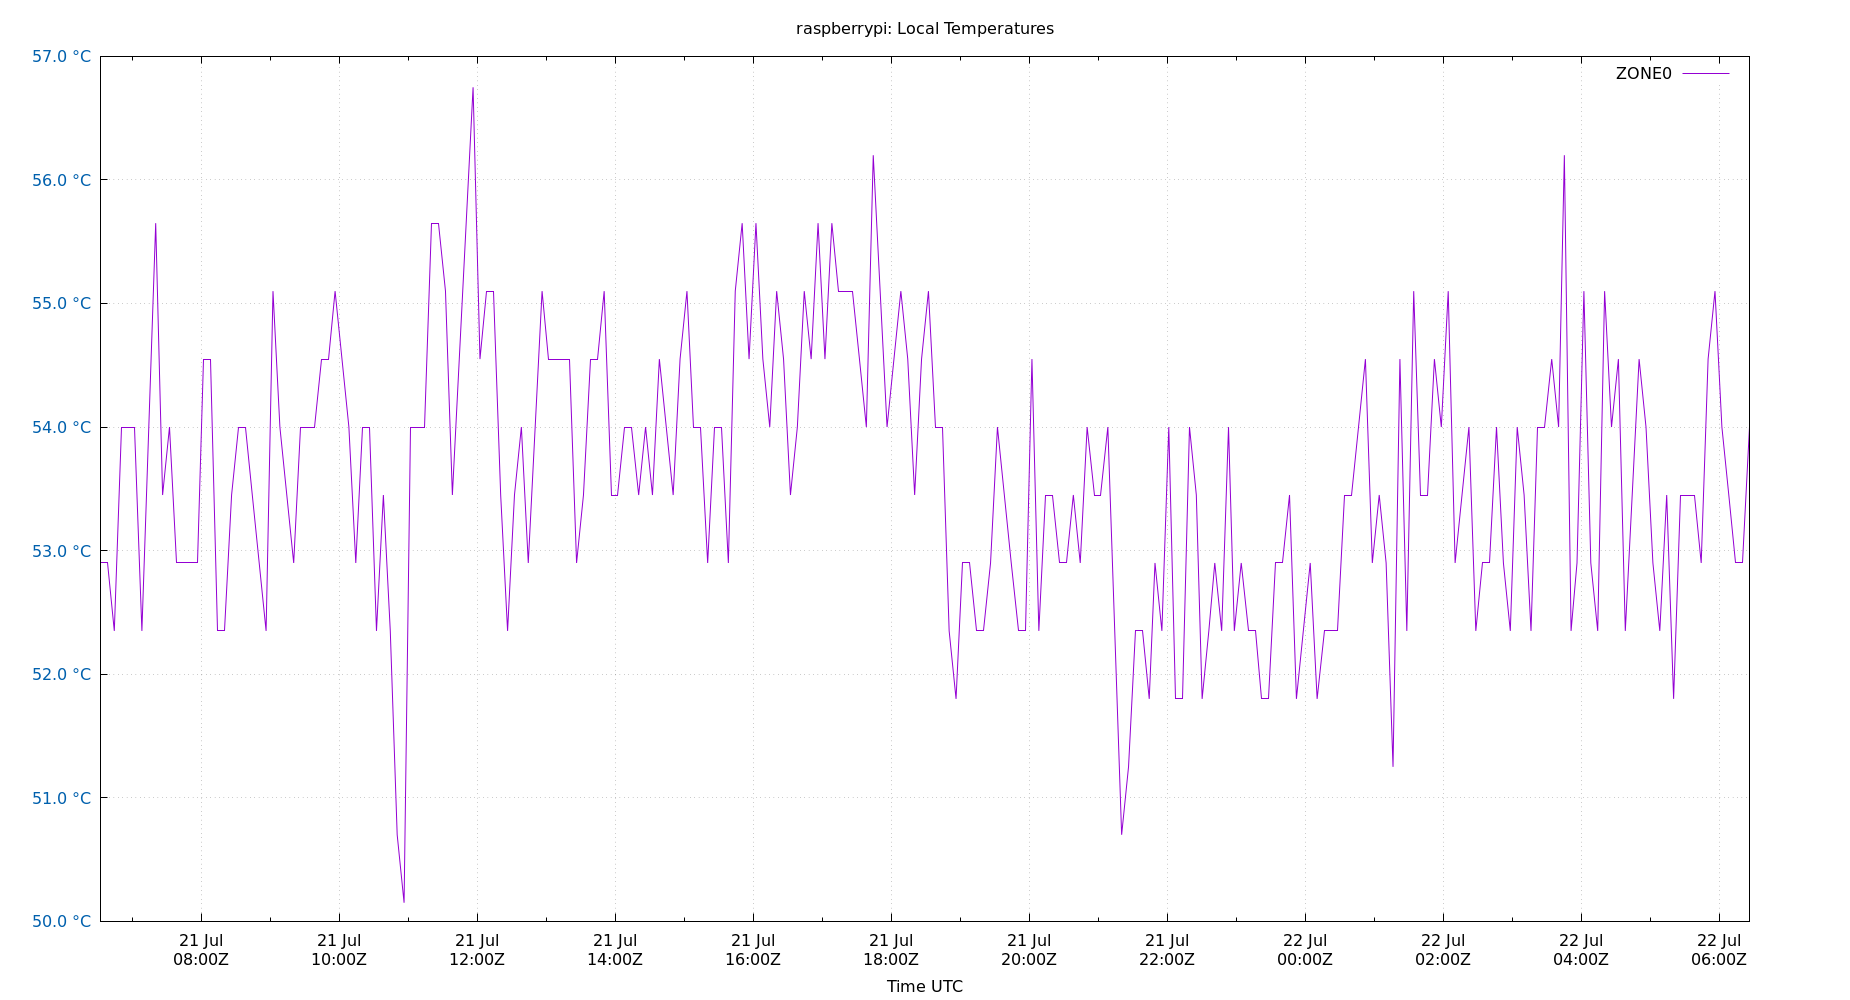 raspberrypi: Local Temperatures
57.0 °C
ZONE0
56.0 °C
55.0 °C
54.0 °C
53.0 °C
52.0 °C
51.0 °C
50.0 °C
21 Jul 21 Jul 21 Jul 21 Jul 21 Jul 21 Jul 21 Jul 21 Jul 22 Jul 22 Jul 22 Jul 22 Jul
08:00Z 10:00Z 12:00Z 14:00Z 16:00Z 18:00Z 20:00Z 22:00Z 00:00Z 02:00Z 04:00Z 06:00Z
Time UTC